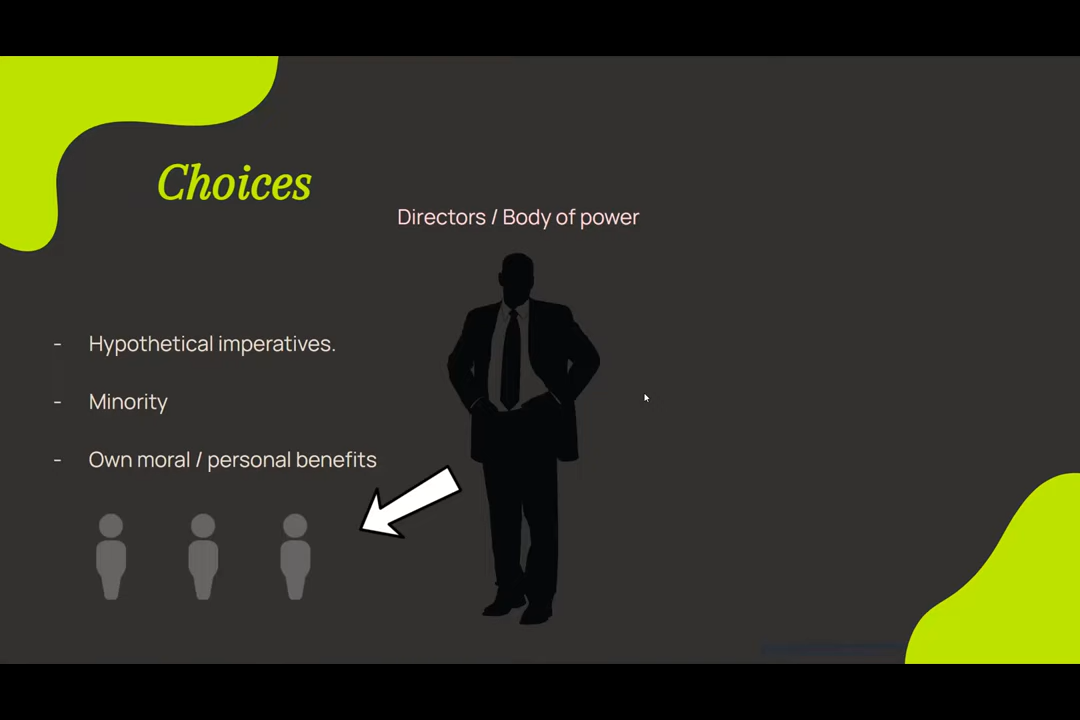 Choices
Directors / Body of power
- Hypothetical imperatives.
- Minority
- Own moral / personal benefits